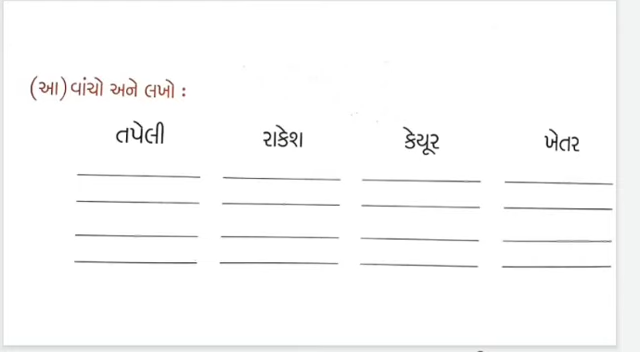 (આ) વાંચો અને લખો :
તપેલી રાકેશ કેયૂર ખેતર